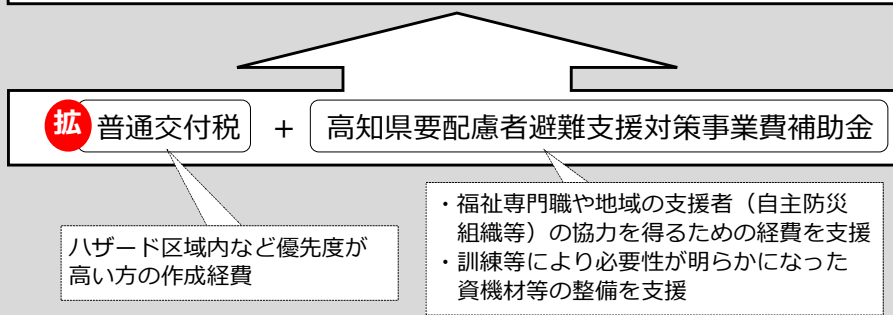 拡 普通交付税 + 高知県要配慮者避難支援対策事業費補助金
ハザード区域内など優先度が
高い方の作成経費
・福祉専門職や地域の支援者（自主防災
組織等）の協力を得るための経費を支援
・訓練等により必要性が明らかになった
資機材等の整備を支援